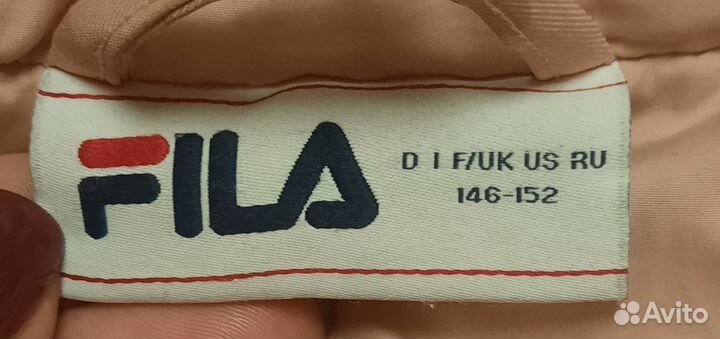 FILA
D I F/UK US RU
146-152
Avito